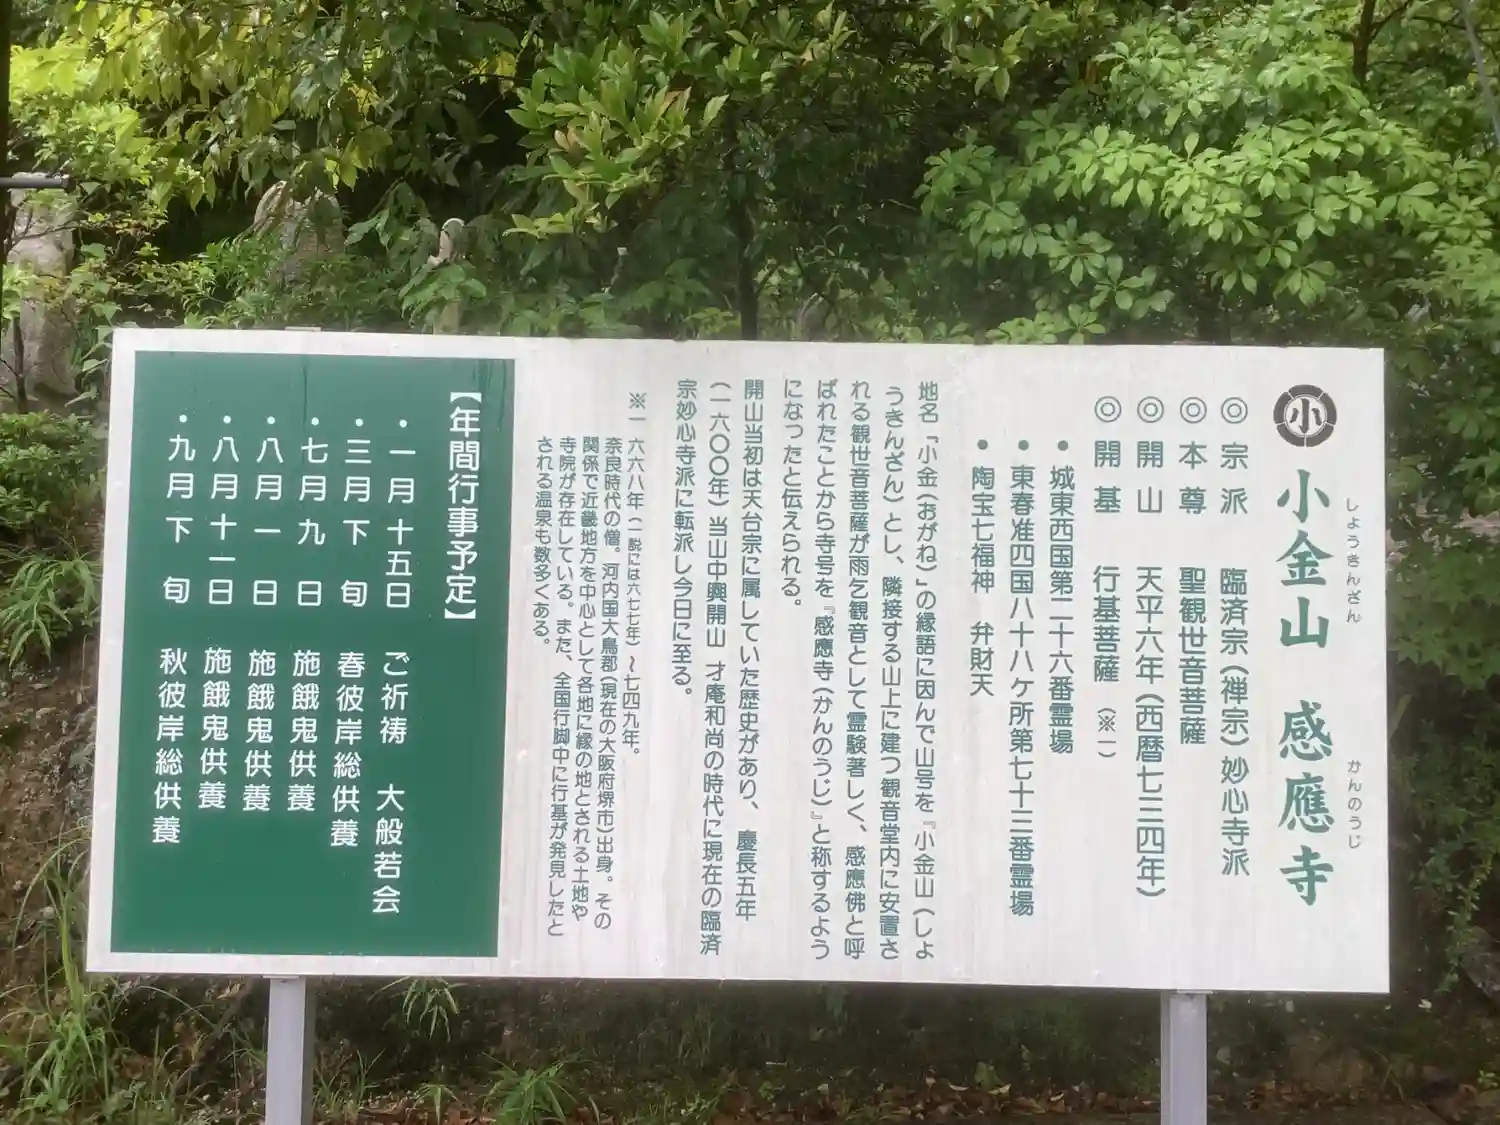 小
小金山 感應寺
しょうきんざん かんのうじ
◎宗派 臨済宗(禅宗)妙心寺派
◎本尊 聖観世音菩薩
◎開山 天平六年(西暦七三四年)
◎開基 行基菩薩(※一)
• 城東西国第二十六番霊場
• 東春准四国八十八ヶ所第七十三番霊場
• 陶宝七福神 弁財天
地名「小金(おがね)」の縁語に因んで山号を『小金山(しょ
うきんざん)とし、隣接する山上に建つ観音堂内に安置さ
れる観世音菩薩が雨乞観音として霊験著しく、感應佛と呼
ばれたことから寺号を『感應寺(かんのうじ)』と称するよう
になったと伝えられる。
開山当初は天台宗に属していた歴史があり、慶長五年
(一六〇〇年)当山中興開山 才庵和尚の時代に現在の臨済
宗妙心寺派に転派し今日に至る。
※一 六六八年(一説には六七七年)~七四九年。
奈良時代の僧。河内国大鳥郡(現在の大阪府堺市)出身。その
関係で近畿地方を中心として各地に縁の地とされる土地や
寺院が存在している。また、全国行脚中に行基が発見したと
される温泉も数多くある。
【年間行事予定】
・一月十五日 ご祈祷 大般若会
・三月下旬 春彼岸総供養
・七月九日 施餓鬼供養
・八月一日 施餓鬼供養
・八月十一日 施餓鬼供養
・九月下旬 秋彼岸総供養